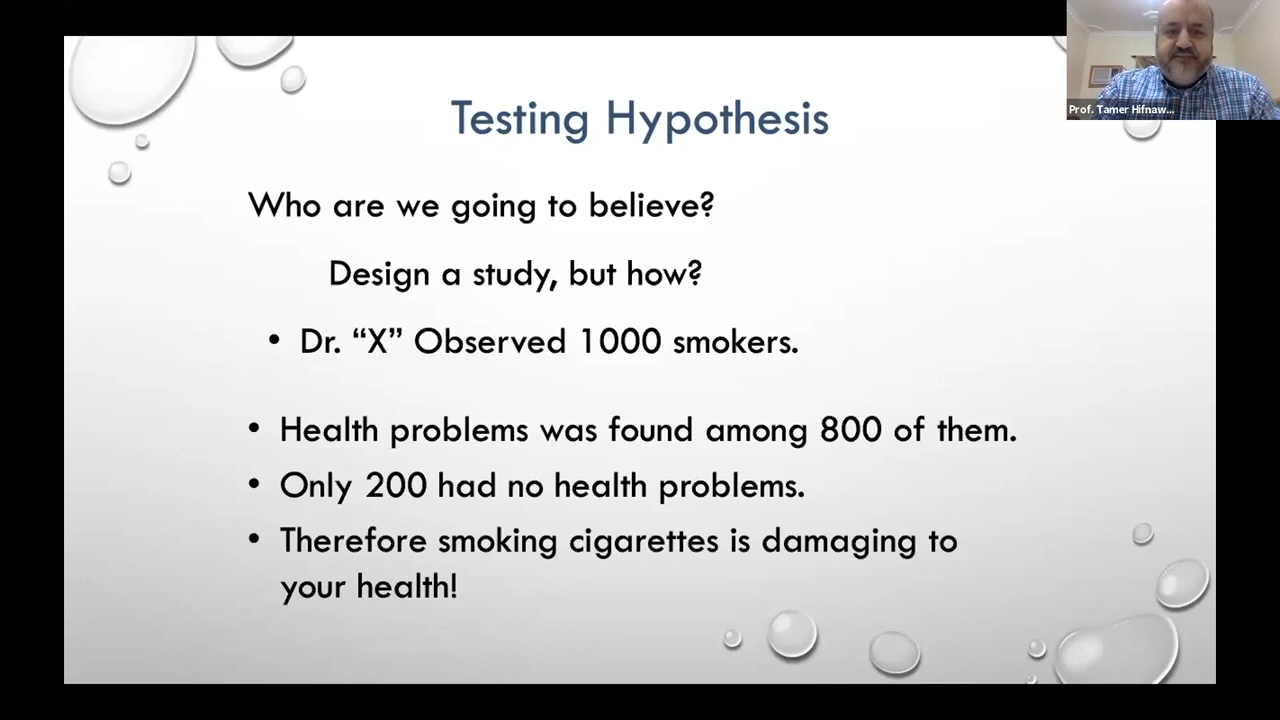 Testing Hypothesis
Who are we going to believe?
Design a study, but how?
• Dr. “X” Observed 1000 smokers.
• Health problems was found among 800 of them.
• Only 200 had no health problems.
• Therefore smoking cigarettes is damaging to
your health!
Prof. Tamer Hifnaw...